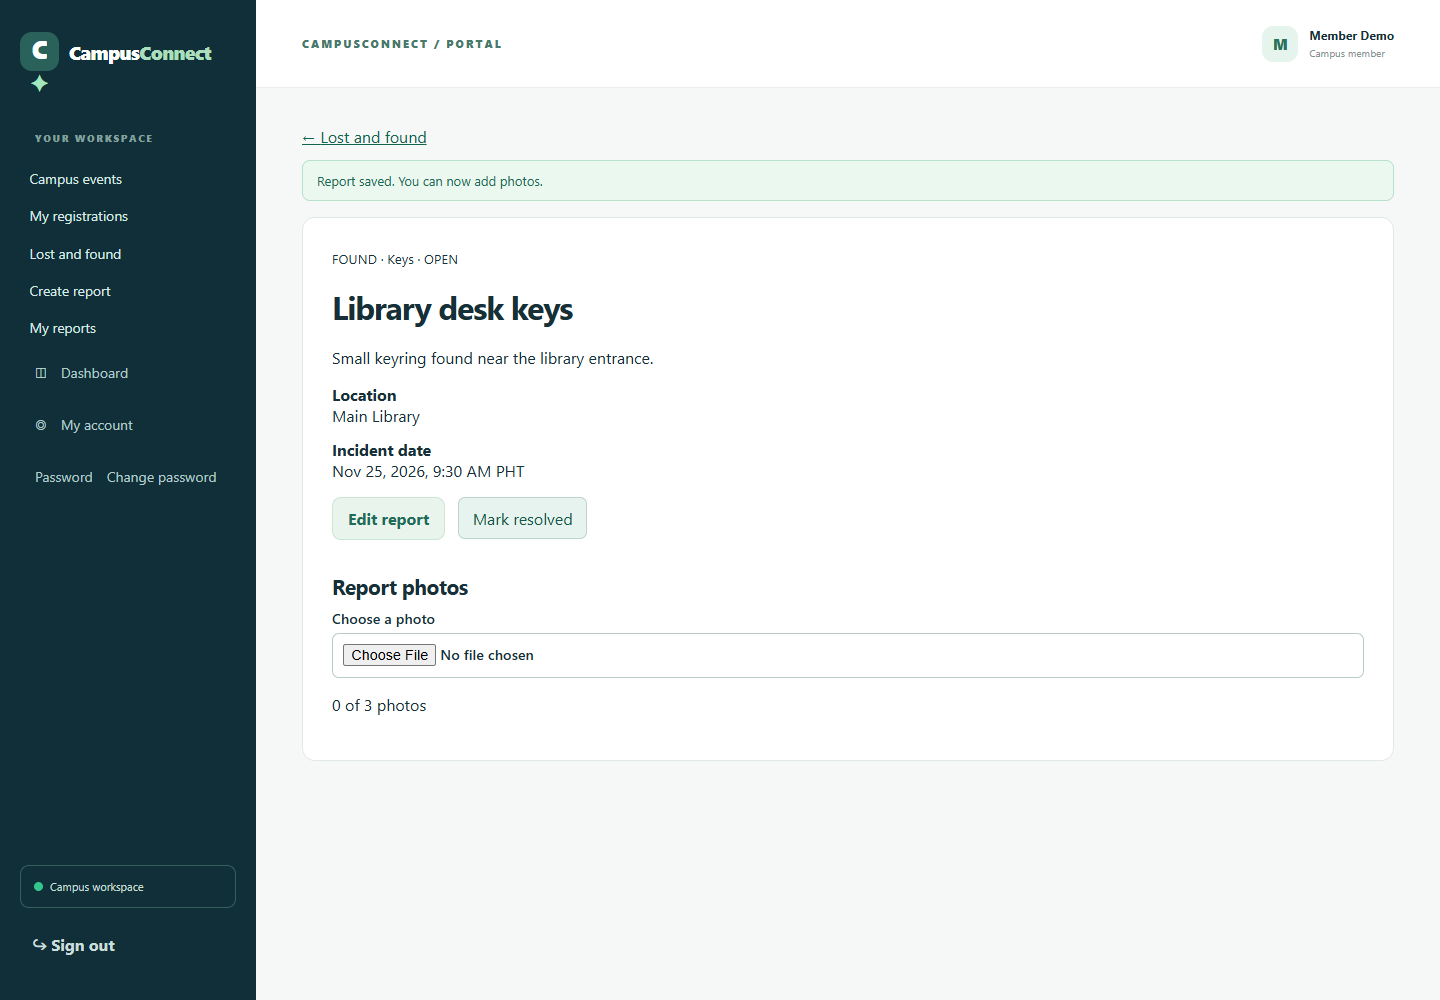 C
CampusConnect
YOUR WORKSPACE
Campus events
My registrations
Lost and found
Create report
My reports
Dashboard
My account
Password Change password
Campus workspace
Sign out
CAMPUSCONNECT / PORTAL
M
Member Demo
Campus member
← Lost and found
Report saved. You can now add photos.
FOUND · Keys · OPEN
Library desk keys
Small keyring found near the library entrance.
Location
Main Library
Incident date
Nov 25, 2026, 9:30 AM PHT
Edit report Mark resolved
Report photos
Choose a photo
Choose File No file chosen
0 of 3 photos